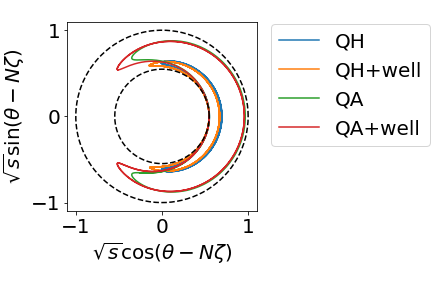 1
0
−1
−1
0
1
√s sin(θ − Nζ)
√s cos(θ − Nζ)
QH
QH+well
QA
QA+well